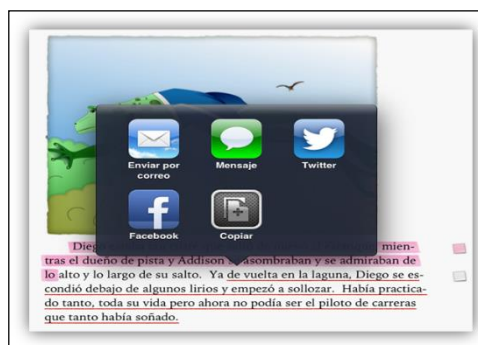 Enviar por
correo
Mensaje
Twitter
Facebook
Copiar
Diego mien-
tras el dueño de pista y Addison asombraban y se admiraban de
lo alto y lo largo de su salto. Ya de vuelta en la laguna, Diego se es-
condió debajo de algunos lirios y empezó a sollozar. Había practica-
do tanto, toda su vida pero ahora no podía ser el piloto de carreras
que tanto había soñado.